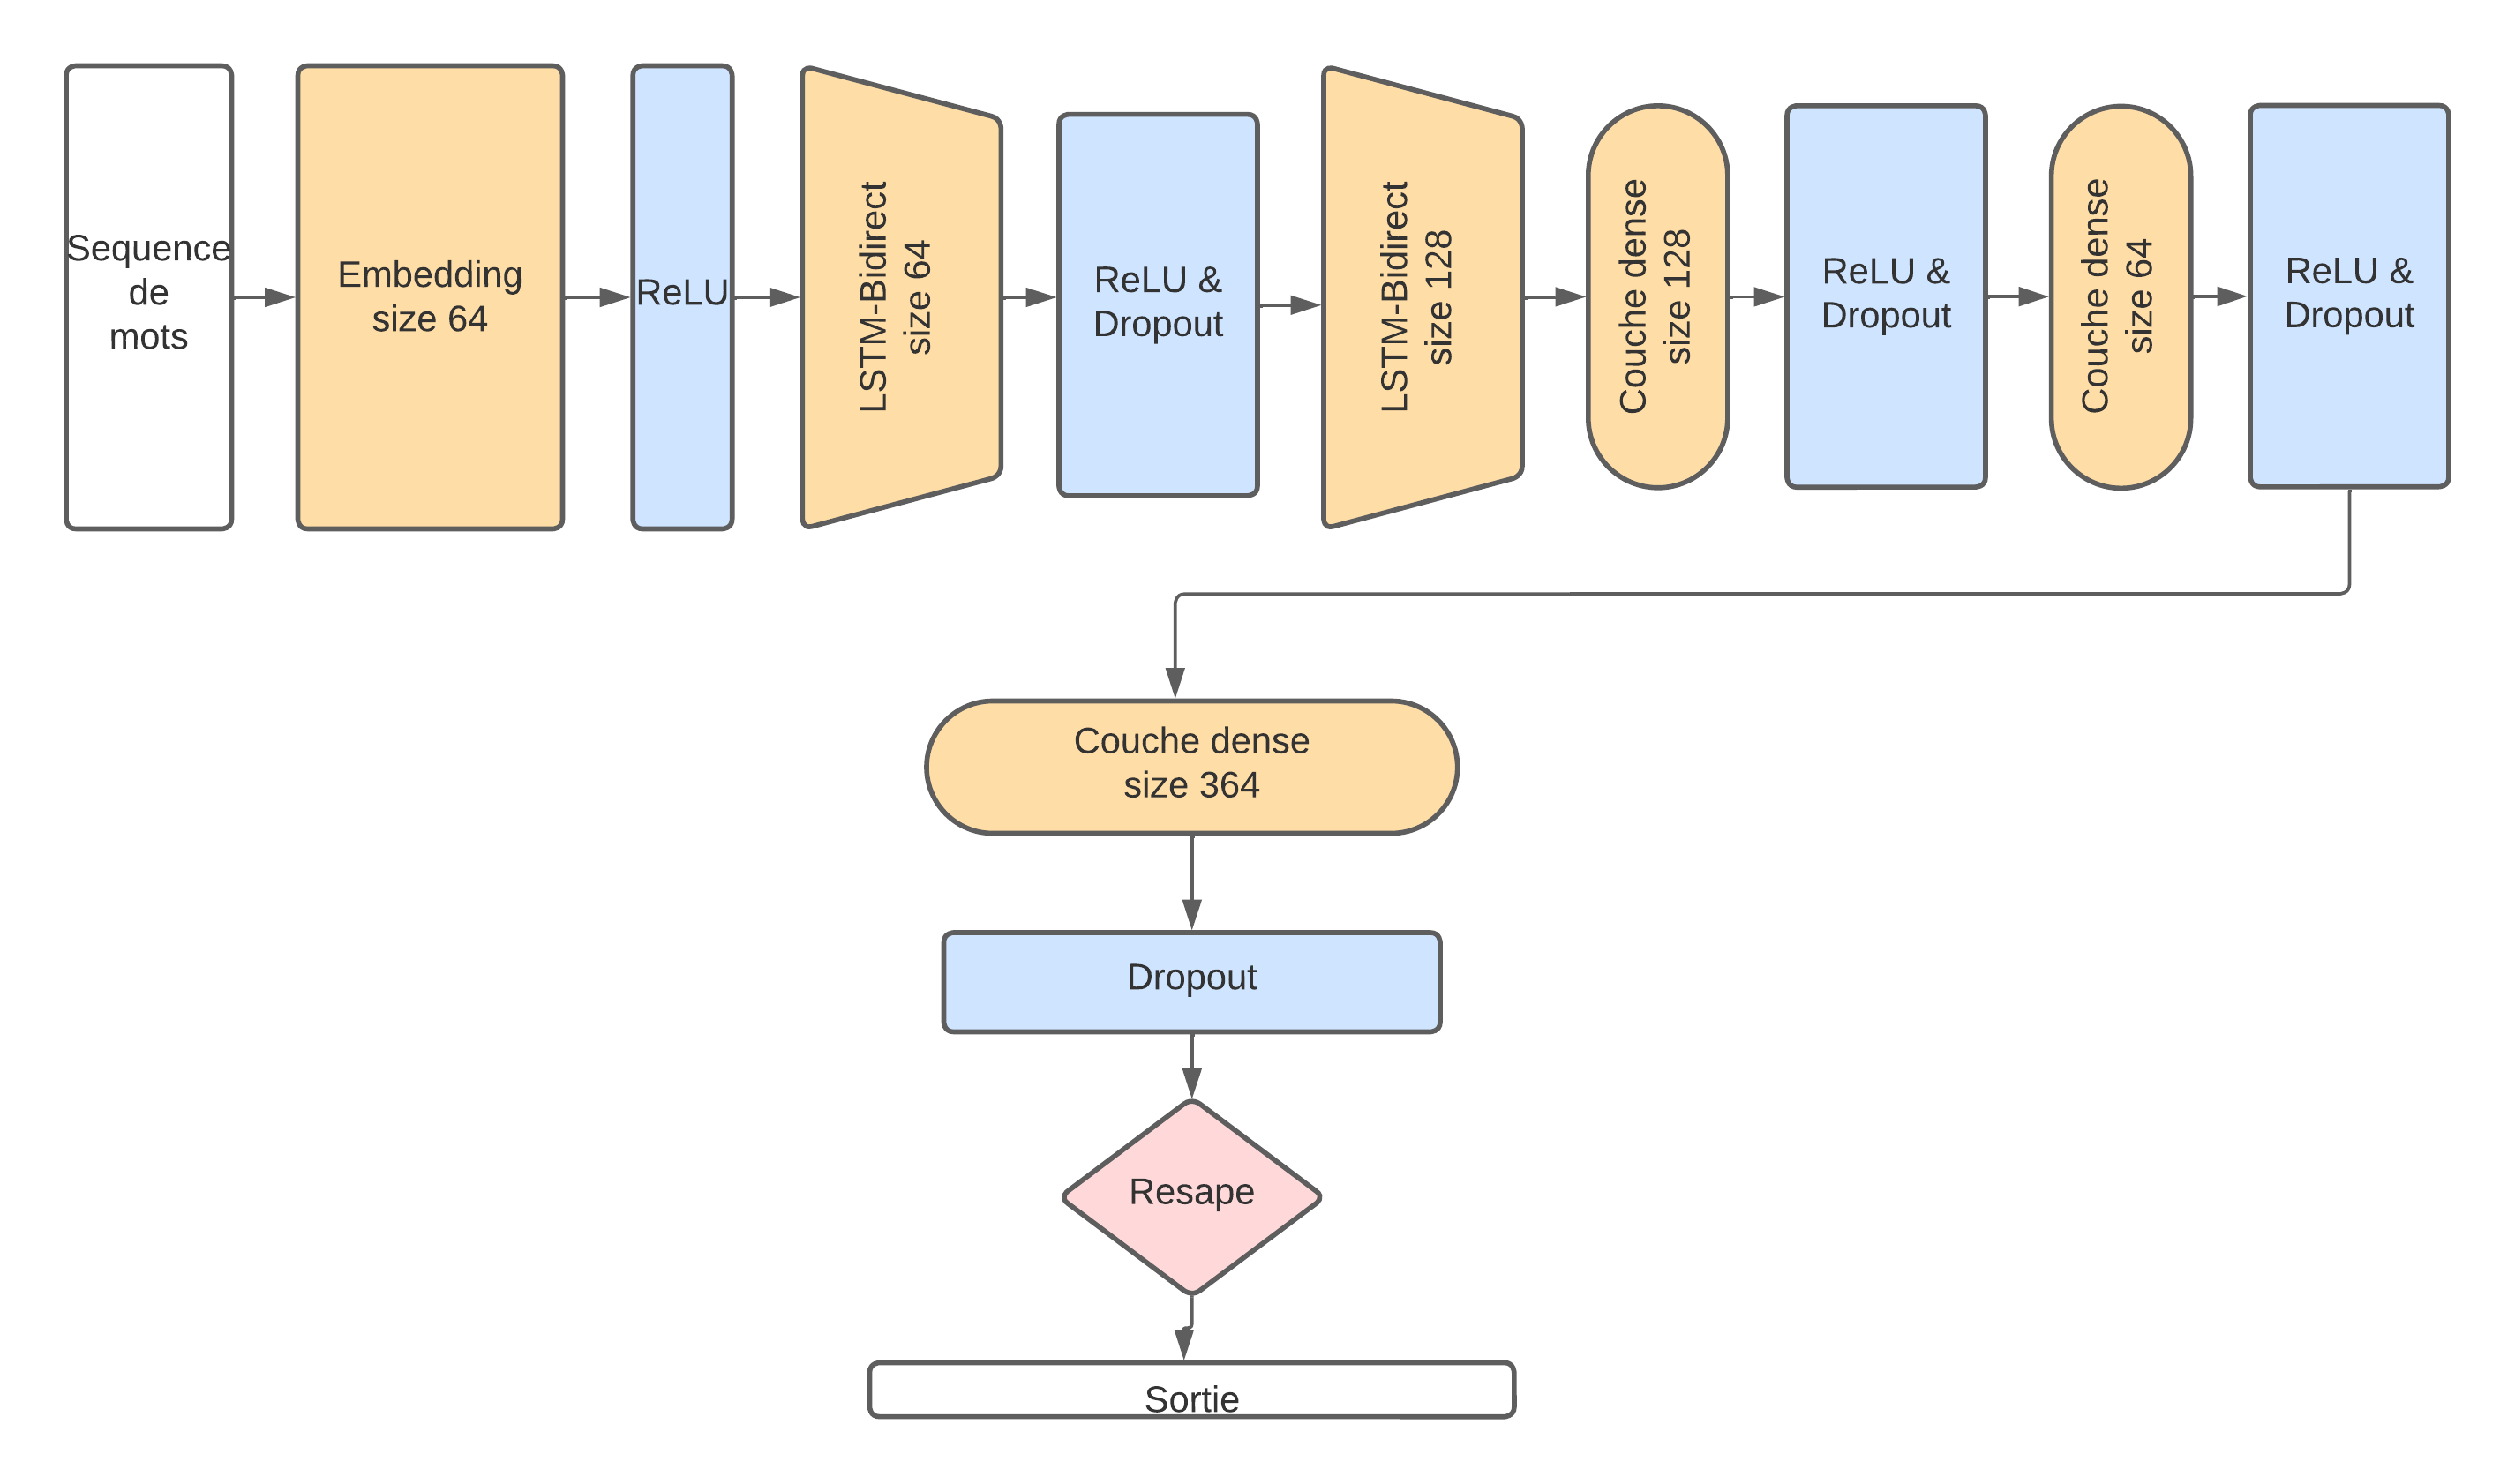 Sequence
de
mots
Embedding
size 64
ReLU
LSTM-Bidirect
size 64
ReLU &
Dropout
LSTM-Bidirect
size 128
Couche dense
size 128
ReLU &
Dropout
Couche dense
size 64
ReLU &
Dropout
Couche dense
size 364
Dropout
Resape
Sortie